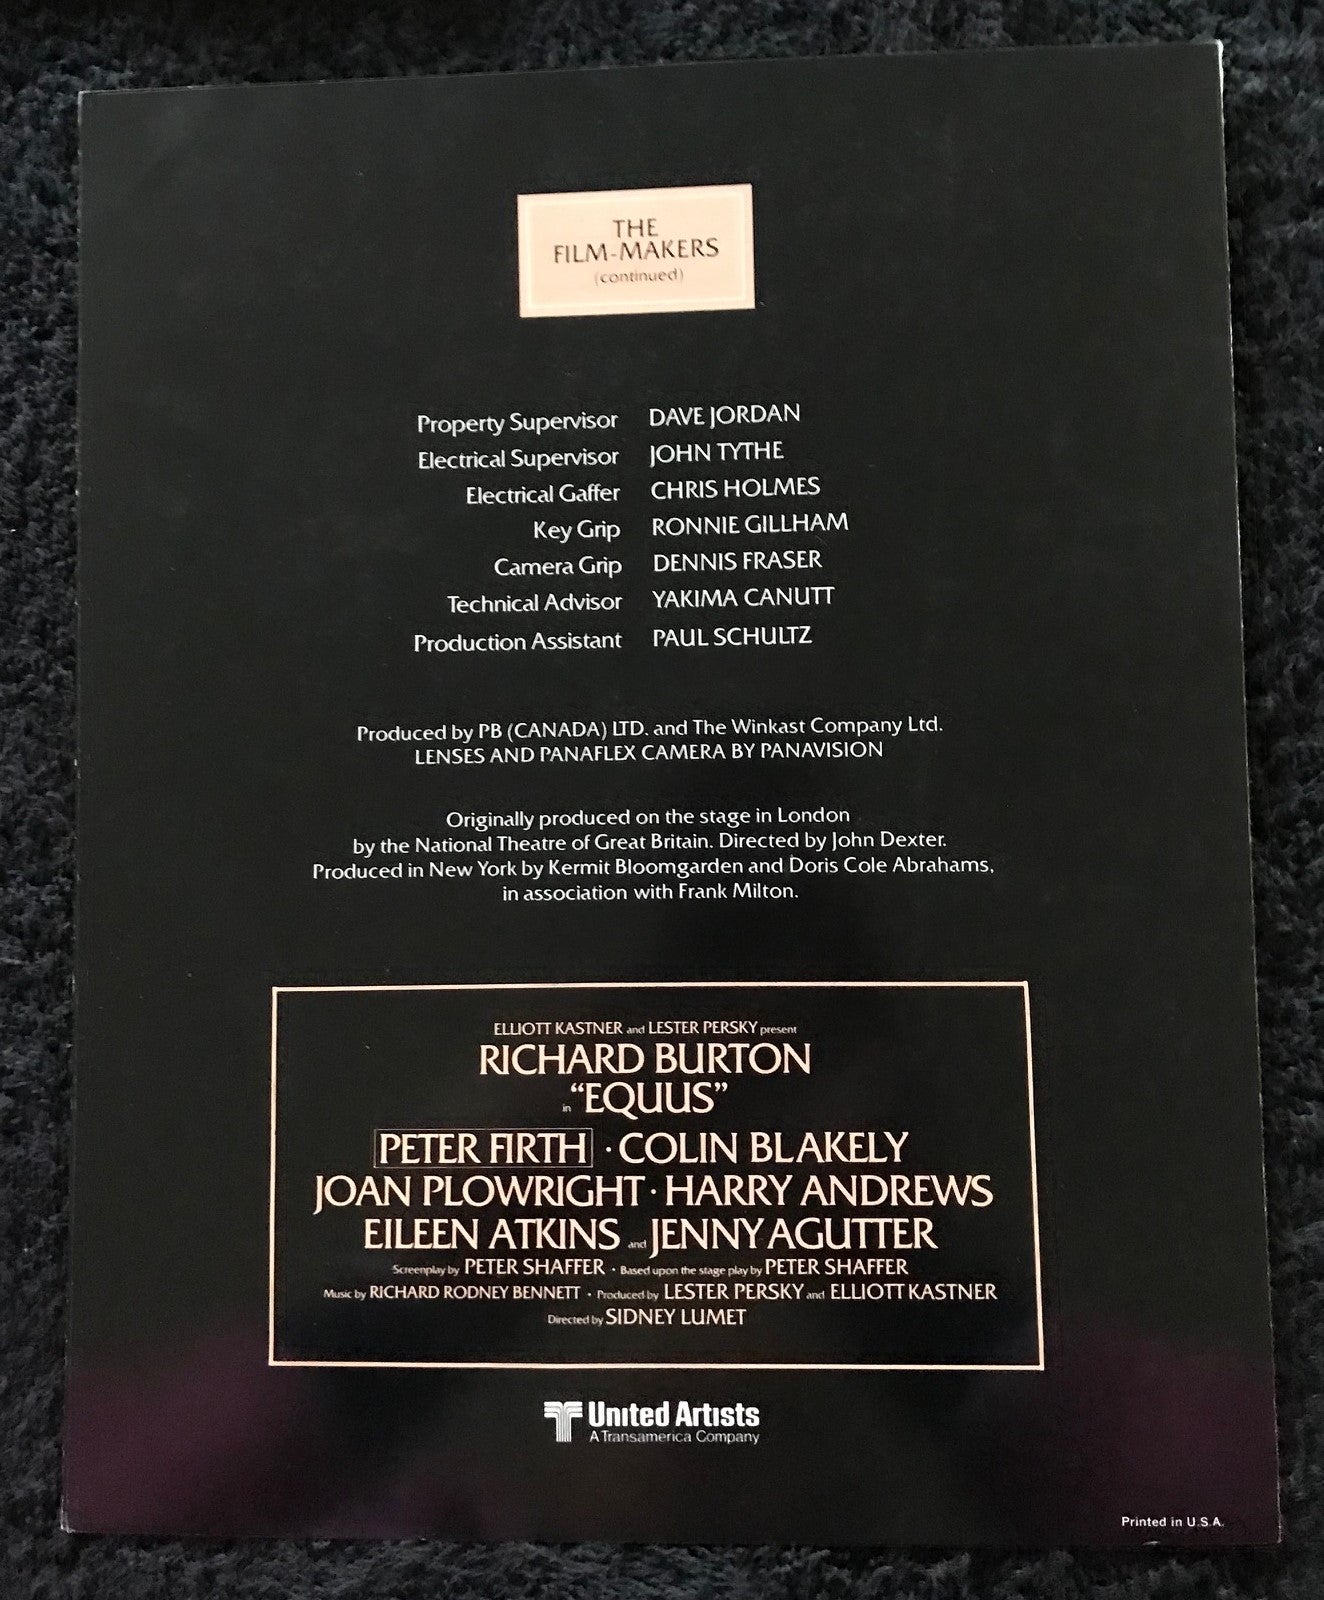 THE
FILM-MAKERS
(continued)
Property Supervisor DAVE JORDAN
Electrical Supervisor JOHN TYTHE
Electrical Gaffer CHRIS HOLMES
Key Grip RONNIE GILLHAM
Camera Grip DENNIS FRASER
Technical Advisor YAKIMA CANUTT
Production Assistant PAUL SCHULTZ
Produced by PB (CANADA) LTD. and The Winkast Company Ltd.
LENSES AND PANAFLEX CAMERA BY PANAVISION
Originally produced on the stage in London
by the National Theatre of Great Britain. Directed by John Dexter.
Produced in New York by Kermit Bloomgarden and Doris Cole Abrahams,
in association with Frank Milton.
ELLIOTT KASTNER and LESTER PERSKY present
RICHARD BURTON
in "EQUUS"
PETER FIRTH · COLIN BLAKELY
JOAN PLOWRIGHT · HARRY ANDREWS
EILEEN ATKINS and JENNY AGUTTER
Screenplay by PETER SHAFFER · Based upon the stage play by PETER SHAFFER
Music by RICHARD RODNEY BENNETT · Produced by LESTER PERSKY and ELLIOTT KASTNER
Directed by SIDNEY LUMET
United Artists
A Transamerica Company
Printed in U.S.A.